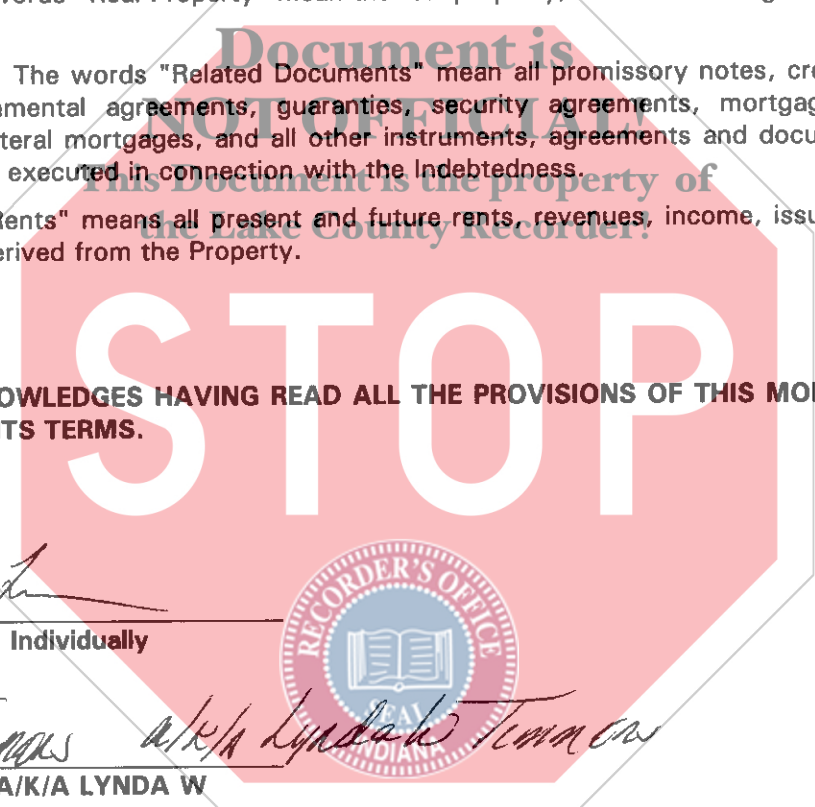 Document is
The words "Related Documents" mean all promissory notes, cre
emental agreements, guaranties, security agreements, mortgag
NOT OFFICIAL!
teral mortgages, and all other instruments, agreements and docu
executed in connection with the Indebtedness.
This Document is the property of
Rents" means all present and future rents, revenues, income, issu
the Lake County Recorder!
erived from the Property.
STOP
OWLEDGES HAVING READ ALL THE PROVISIONS OF THIS MOR
ITS TERMS.
RECORDER'S OFFICE
Individually
SEAL
INDIANA
a/k/a Lynda W
A/K/A LYNDA W